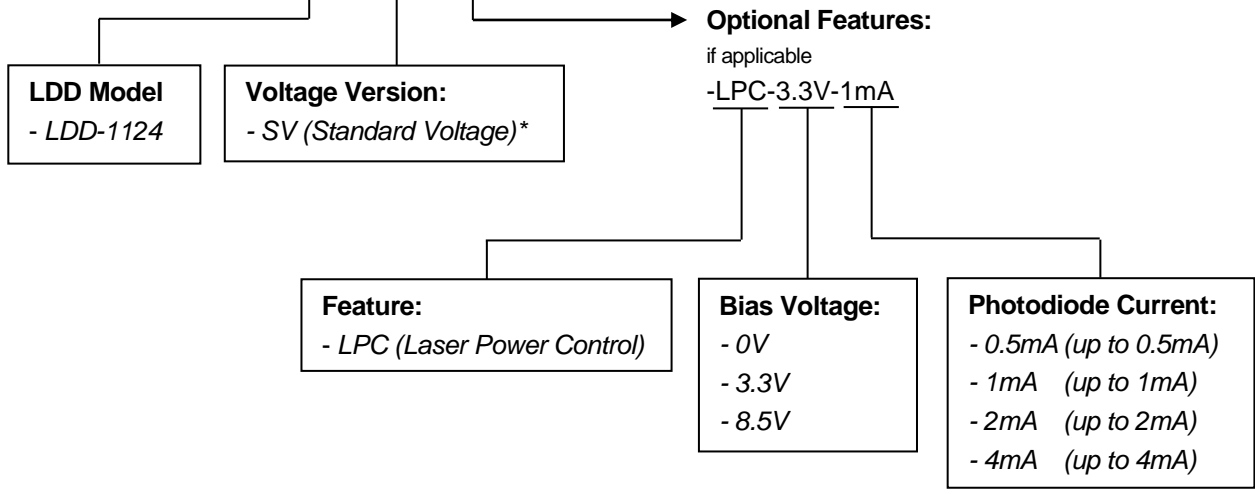 Optional Features:
if applicable
-LPC-3.3V-1mA
LDD Model
- LDD-1124
Voltage Version:
- SV (Standard Voltage)*
Feature:
- LPC (Laser Power Control)
Bias Voltage:
- 0V
- 3.3V
- 8.5V
Photodiode Current:
- 0.5mA (up to 0.5mA)
- 1mA (up to 1mA)
- 2mA (up to 2mA)
- 4mA (up to 4mA)